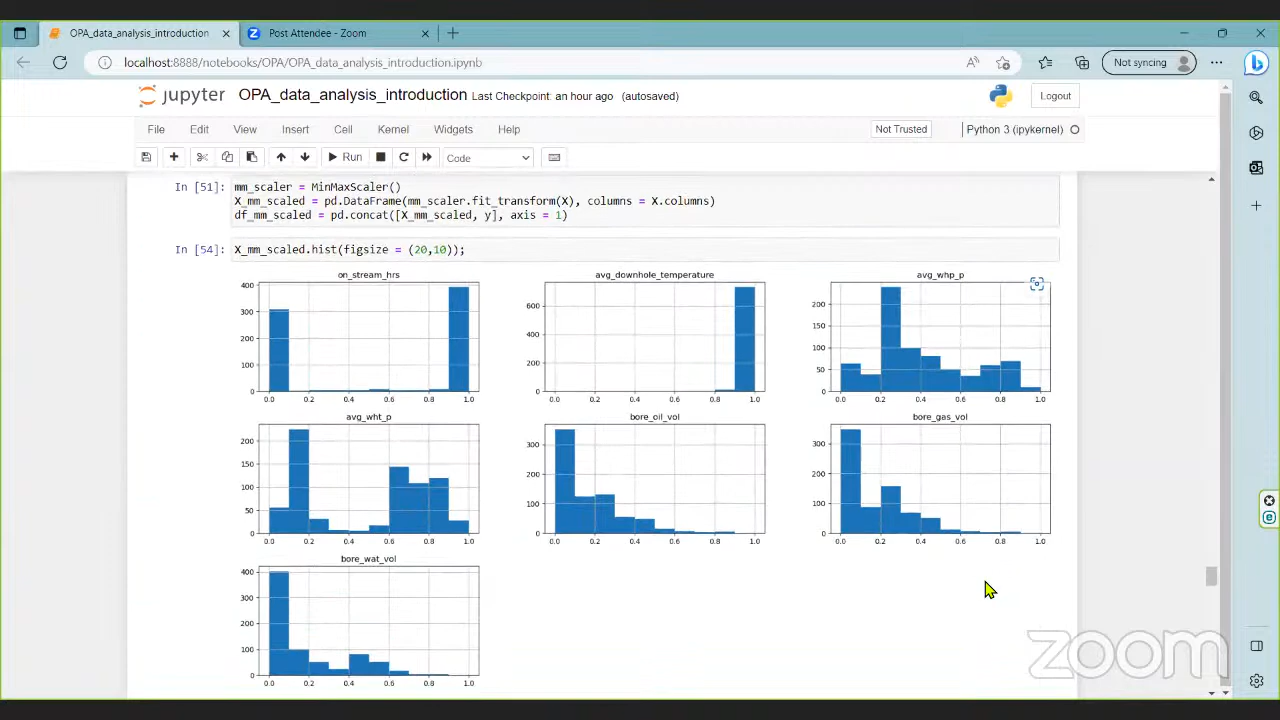 OPA_data_analysis_introduction
Post Attendee - Zoom
localhost:8888/notebooks/OPA/OPA_data_analysis_introduction.ipynb
Not syncing
jupyter OPA_data_analysis_introduction Last Checkpoint: an hour ago (autosaved)
Logout
File Edit View Insert Cell Kernel Widgets Help
Not Trusted
Python 3 (ipykernel)
Run
Code
In [51]: mm_scaler = MinMaxScaler()
X_mm_scaled = pd.DataFrame(mm_scaler.fit_transform(X), columns = X.columns)
df_mm_scaled = pd.concat([X_mm_scaled, y], axis = 1)
In [54]: X_mm_scaled.hist(figsize = (20,10));
on_stream_hrs
400
300
200
100
0
0.0 0.2 0.4 0.6 0.8 1.0
avg_downhole_temperature
600
400
200
0
0.0 0.2 0.4 0.6 0.8 1.0
avg_whp_p
200
150
100
50
0
0.0 0.2 0.4 0.6 0.8 1.0
avg_wht_p
200
150
100
50
0
0.0 0.2 0.4 0.6 0.8 1.0
bore_oil_vol
300
200
100
0
0.0 0.2 0.4 0.6 0.8 1.0
bore_gas_vol
300
200
100
0
0.0 0.2 0.4 0.6 0.8 1.0
bore_wat_vol
400
300
200
100
0
0.0 0.2 0.4 0.6 0.8 1.0
zoom